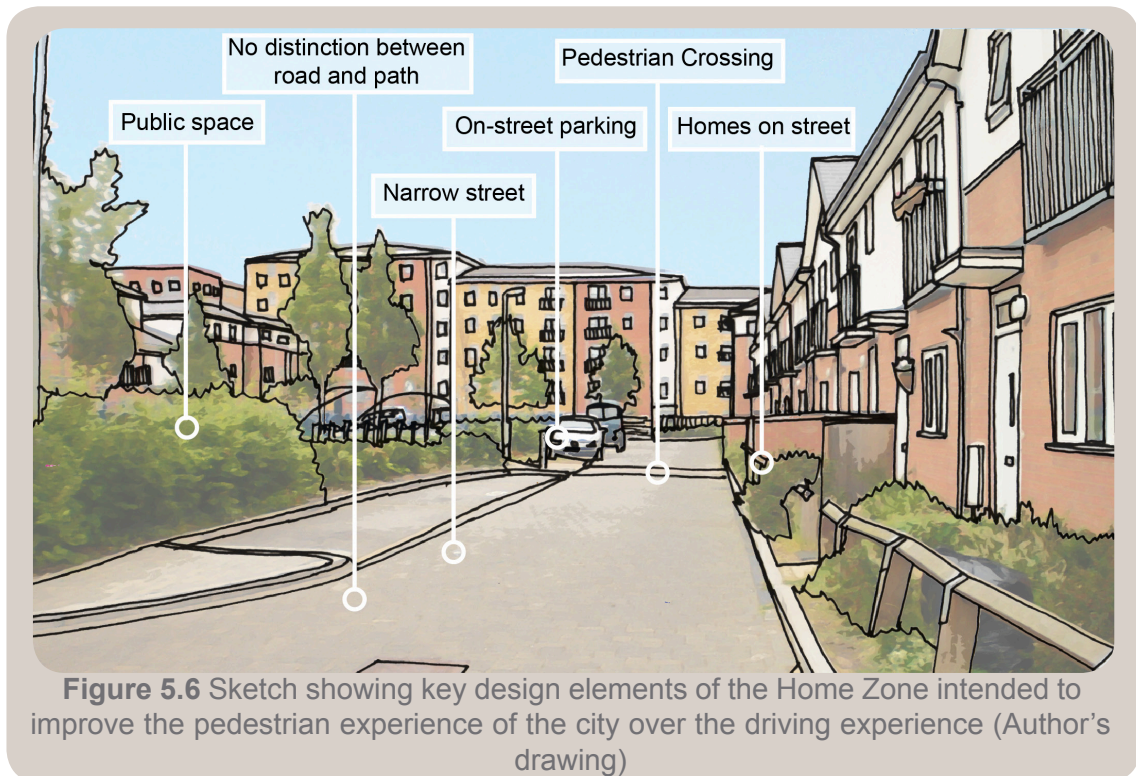 No distinction between
road and path
Pedestrian Crossing
Public space
On-street parking
Homes on street
Narrow street
Figure 5.6 Sketch showing key design elements of the Home Zone intended to
improve the pedestrian experience of the city over the driving experience (Author’s
drawing)